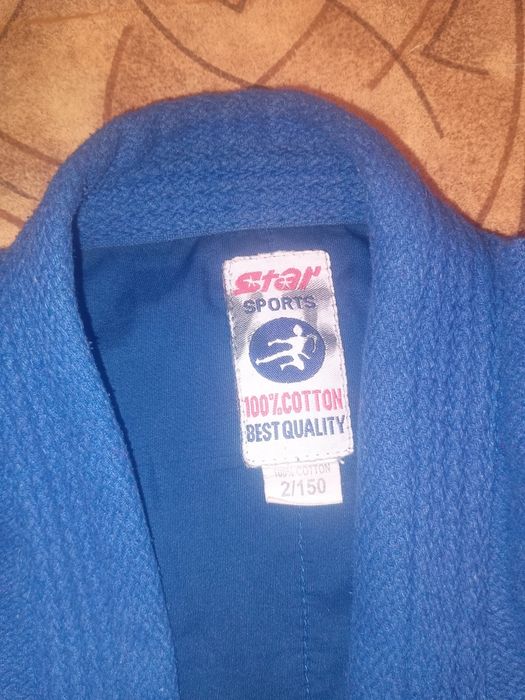 Star
SPORTS
100% COTTON
BEST QUALITY
100% COTTON
2/150